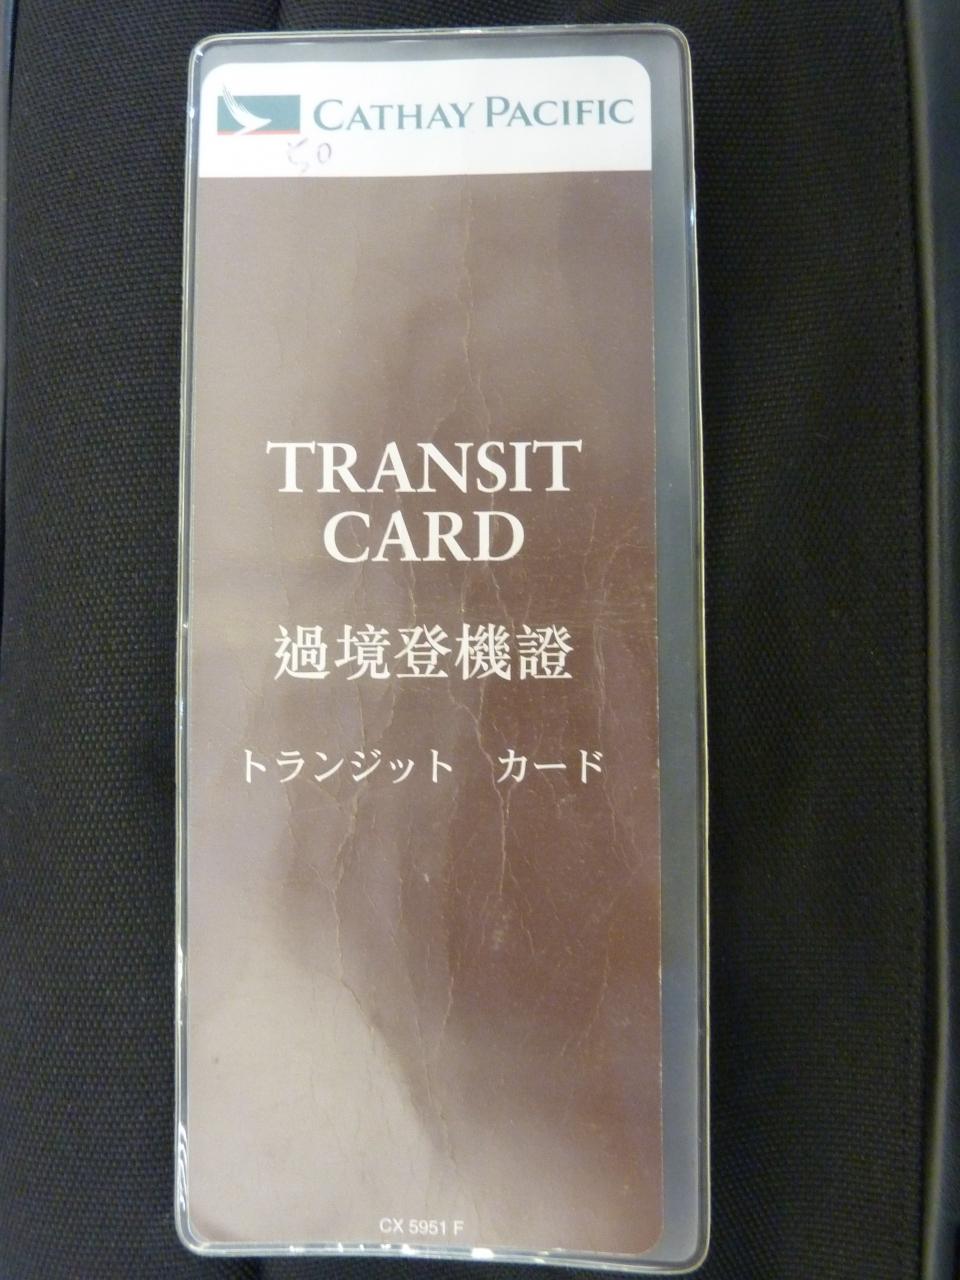 CATHAY PACIFIC
50
TRANSIT
CARD
過境登機證
トランジット カード
CX 5951 F